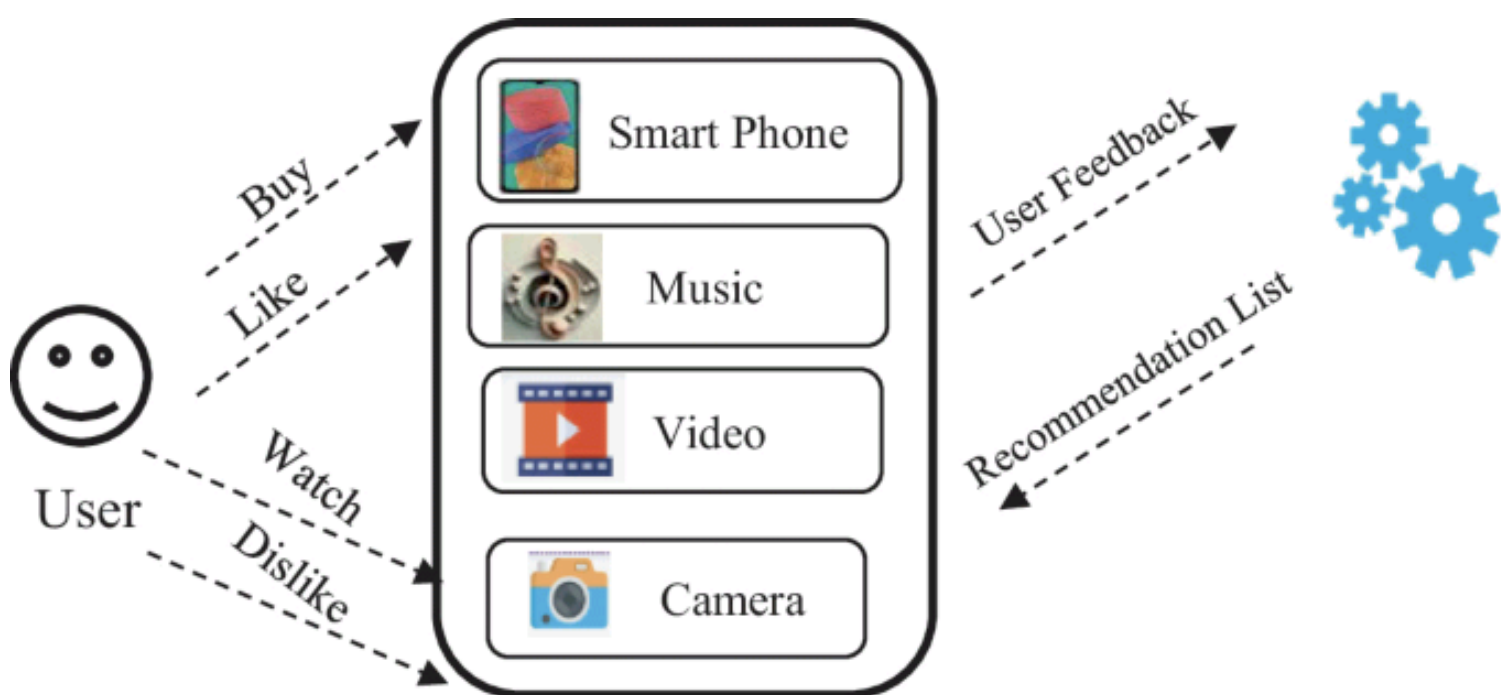 Buy
Like
User
Watch
Dislike
Smart Phone
Music
Video
Camera
User Feedback
Recommendation List